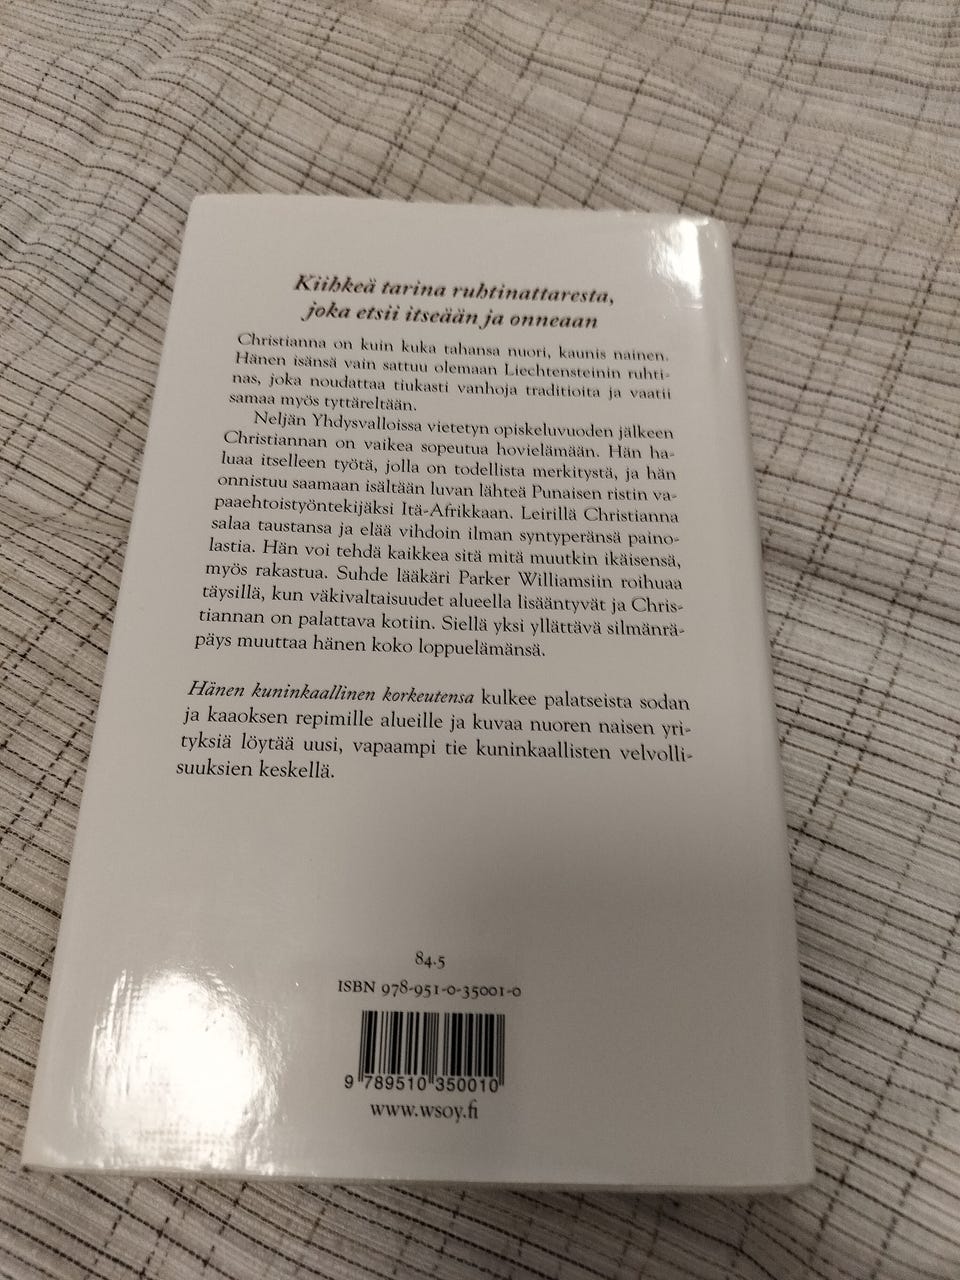 Kiihkeä tarina ruhtinattaresta,
joka etsii itseään ja onneaan
Christianna on kuin kuka tahansa nuori, kaunis nainen.
Hänen isänsä vain sattuu olemaan Liechtensteinin ruhti-
nas, joka noudattaa tiukasti vanhoja traditioita ja vaatii
samaa myös tyttäreltään.
Neljän Yhdysvalloissa vietetyn opiskeluvuoden jälkeen
Christiannan on vaikea sopeutua hovielämään. Hän ha-
luaa itselleen työtä, jolla on todellista merkitystä, ja hän
onnistuu saamaan isältään luvan lähteä Punaisen ristin va-
paaehtoistyöntekijäksi Itä-Afrikkaan. Leirillä Christianna
salaa taustansa ja elää vihdoin ilman syntyperänsä paino-
lastia. Hän voi tehdä kaikkea sitä mitä muutkin ikäisensä,
myös rakastua. Suhde lääkäri Parker Williamsiin roihuaa
täysillä, kun väkivaltaisuudet alueella lisääntyvät ja Chris-
tiannan on palattava kotiin. Siellä yksi yllättävä silmänrä-
päys muuttaa hänen koko loppuelämänsä.
Hänen kuninkaallinen korkeutensa kulkee palatseista sodan
ja kaaoksen repimille alueille ja kuvaa nuoren naisen yri-
tyksiä löytää uusi, vapaampi tie kuninkaallisten velvolli-
suuksien keskellä.
84.5
ISBN 978-951-0-35001-0
9 789510 350010
www.wsoy.fi